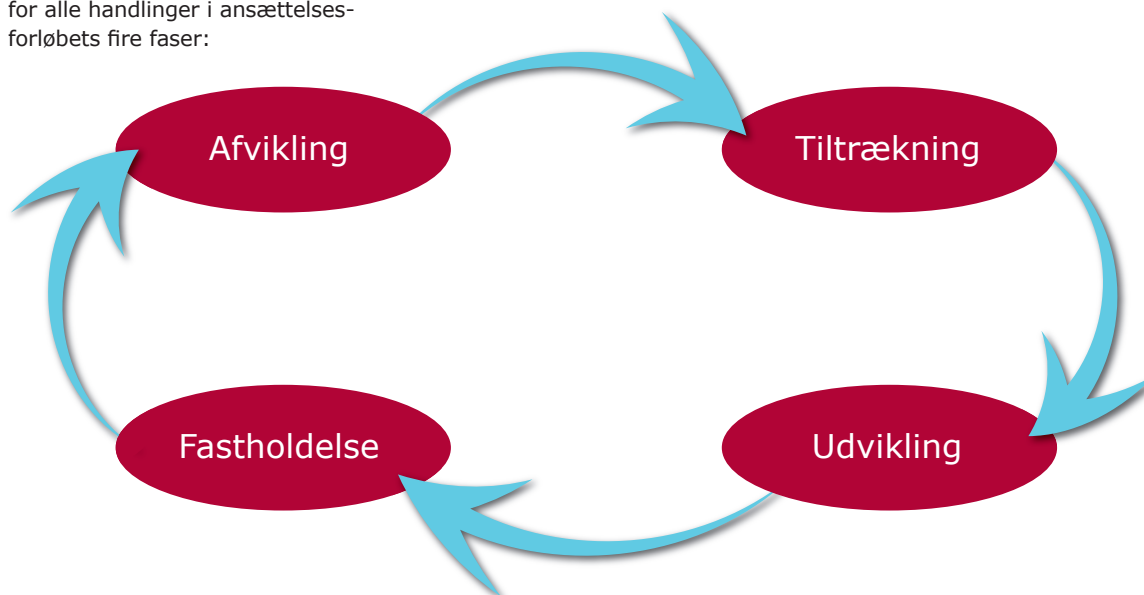 for alle handlinger i ansættelses-
forløbets fire faser:
Afvikling
Tiltrækning
Fastholdelse
Udvikling